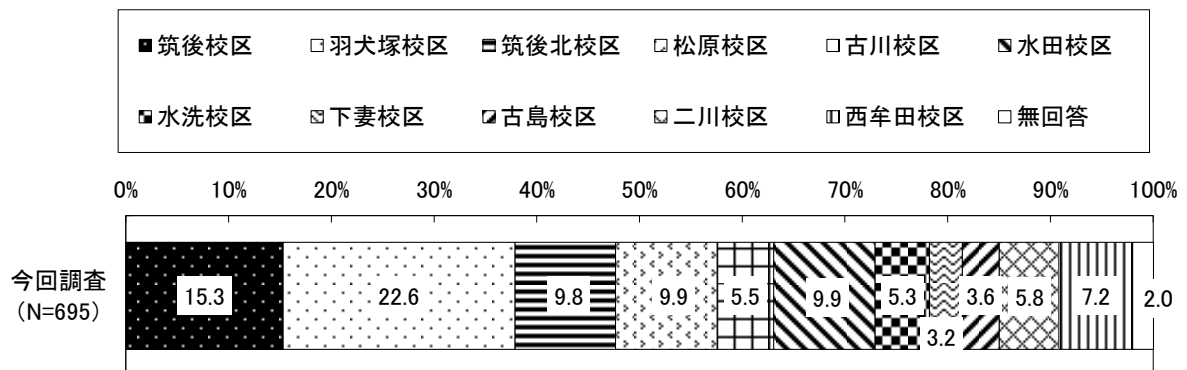 筑後校区 羽犬塚校区 筑後北校区 松原校区 古川校区 水田校区
水洗校区 下妻校区 古島校区 二川校区 西牟田校区 無回答
0% 10% 20% 30% 40% 50% 60% 70% 80% 90% 100%
今回調査
（N=695）
15.3 22.6 9.8 9.9 5.5 9.9 5.3 3.2 3.6 5.8 7.2 2.0